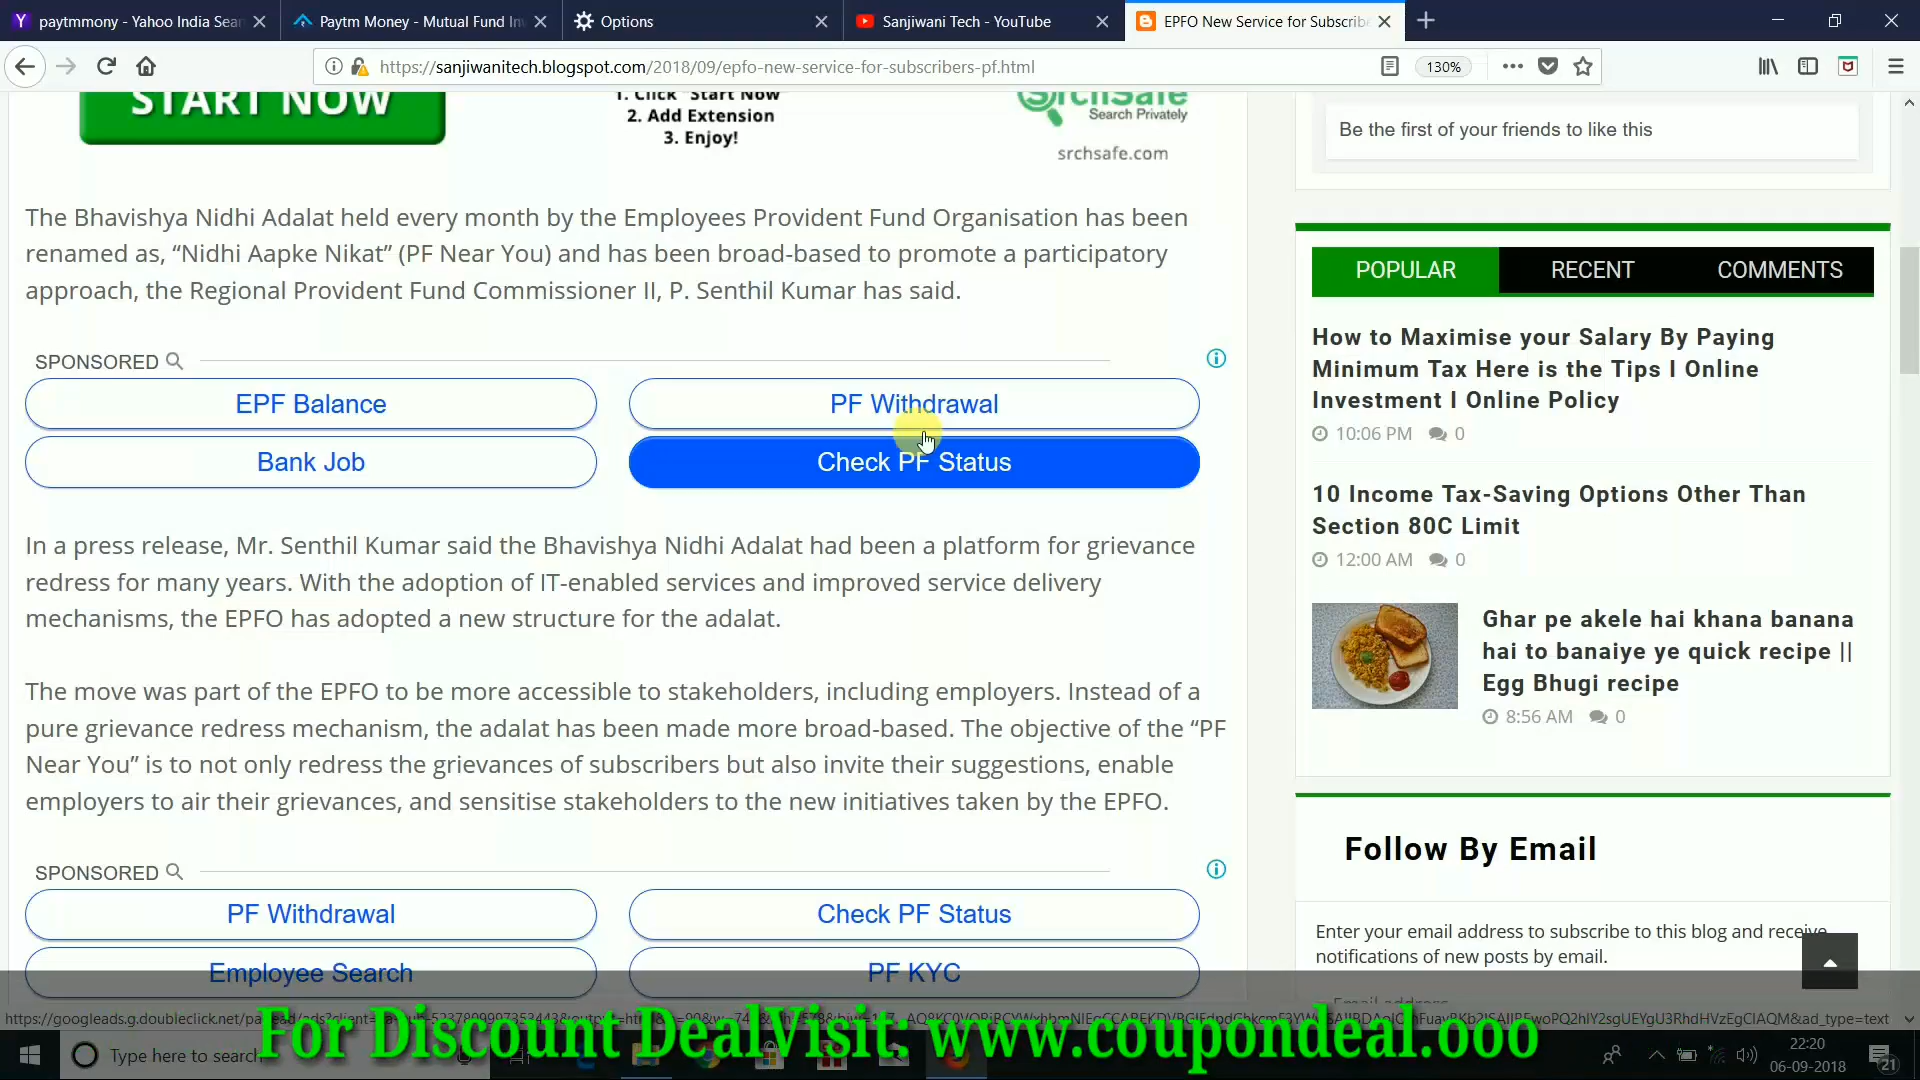 paytmmony - Yahoo India Sear
Paytm Money - Mutual Fund In
Options
Sanjiwani Tech - YouTube
EPFO New Service for Subscribe
https://sanjiwanitech.blogspot.com/2018/09/epfo-new-service-for-subscribers-pf.html
130%
START NOW
1. Click "Start Now"
2. Add Extension
3. Enjoy!
SrchSafe
Search Privately
srchsafe.com
The Bhavishya Nidhi Adalat held every month by the Employees Provident Fund Organisation has been
renamed as, “Nidhi Aapke Nikat” (PF Near You) and has been broad-based to promote a participatory
approach, the Regional Provident Fund Commissioner II, P. Senthil Kumar has said.
SPONSORED
EPF Balance
PF Withdrawal
Bank Job
Check PF Status
In a press release, Mr. Senthil Kumar said the Bhavishya Nidhi Adalat had been a platform for grievance
redress for many years. With the adoption of IT-enabled services and improved service delivery
mechanisms, the EPFO has adopted a new structure for the adalat.
The move was part of the EPFO to be more accessible to stakeholders, including employers. Instead of a
pure grievance redress mechanism, the adalat has been made more broad-based. The objective of the “PF
Near You” is to not only redress the grievances of subscribers but also invite their suggestions, enable
employers to air their grievances, and sensitise stakeholders to the new initiatives taken by the EPFO.
SPONSORED
PF Withdrawal
Check PF Status
Employee Search
PF KYC
Be the first of your friends to like this
POPULAR
RECENT
COMMENTS
How to Maximise your Salary By Paying
Minimum Tax Here is the Tips I Online
Investment I Online Policy
10:06 PM 0
10 Income Tax-Saving Options Other Than
Section 80C Limit
12:00 AM 0
Ghar pe akele hai khana banana
hai to banaiye ye quick recipe ||
Egg Bhugi recipe
8:56 AM 0
Follow By Email
Enter your email address to subscribe to this blog and receive
notifications of new posts by email.
Email address
https://googleads.g.doubleclick.net/
For Discount DealVisit: www.coupondeal.ooo
Type here to search
22:20
06-09-2018
21